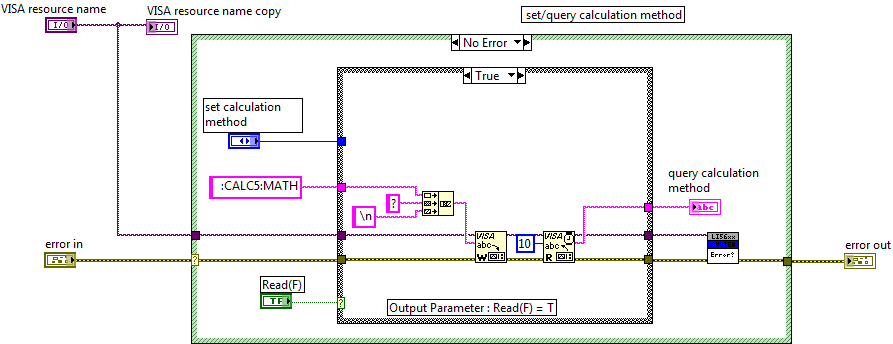 VISA resource name
VISA resource name copy
set/query calculation method
I/O
I/O
No Error
True
set calculation
method
:CALC5:MATH
?
\n
query calculation
method
abc
VISA
abc
W
10
VISA
abc
R
LI56xx
Error?
error in
error out
?
Read(F)
TF
?
Output Parameter : Read(F) = T